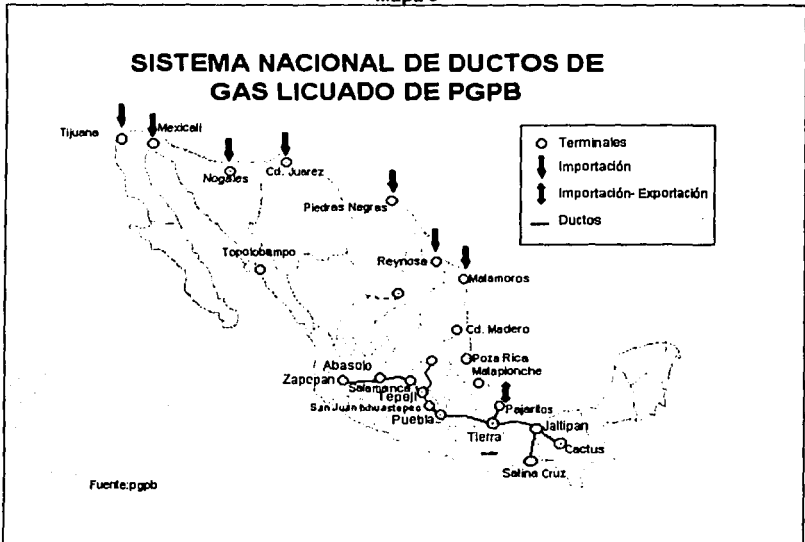 SISTEMA NACIONAL DE DUCTOS DE
GAS LICUADO DE PGPB
Terminales
Importación
Importación- Exportación
Ductos
Tijuana
Mexicali
Nogales
Cd. Juarez
Piedras Negras
Topolobampo
Reynosa
Matamoros
Cd. Madero
Poza Rica
Matapionche
Abasolo
Zapopan
Salamanca
Tepeji
San Juan Ixhuastepec
Puebla
Pajaritos
Tierra
Jaltipan
Cactus
Salina Cruz
Fuente:pgpb